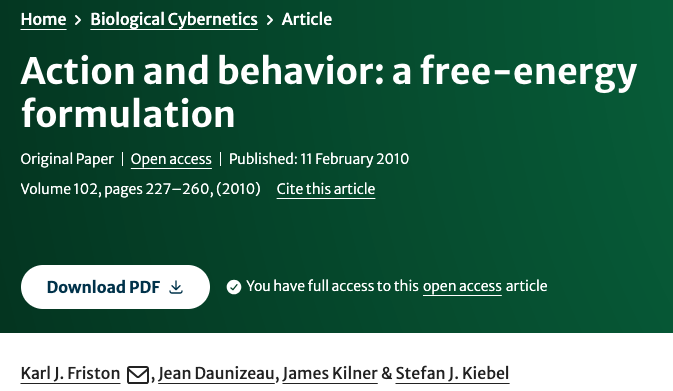 Home > Biological Cybernetics > Article
Action and behavior: a free-energy
formulation
Original Paper | Open access | Published: 11 February 2010
Volume 102, pages 227–260, (2010) Cite this article
Download PDF You have full access to this open access article
Karl J. Friston, Jean Daunizeau, James Kilner & Stefan J. Kiebel